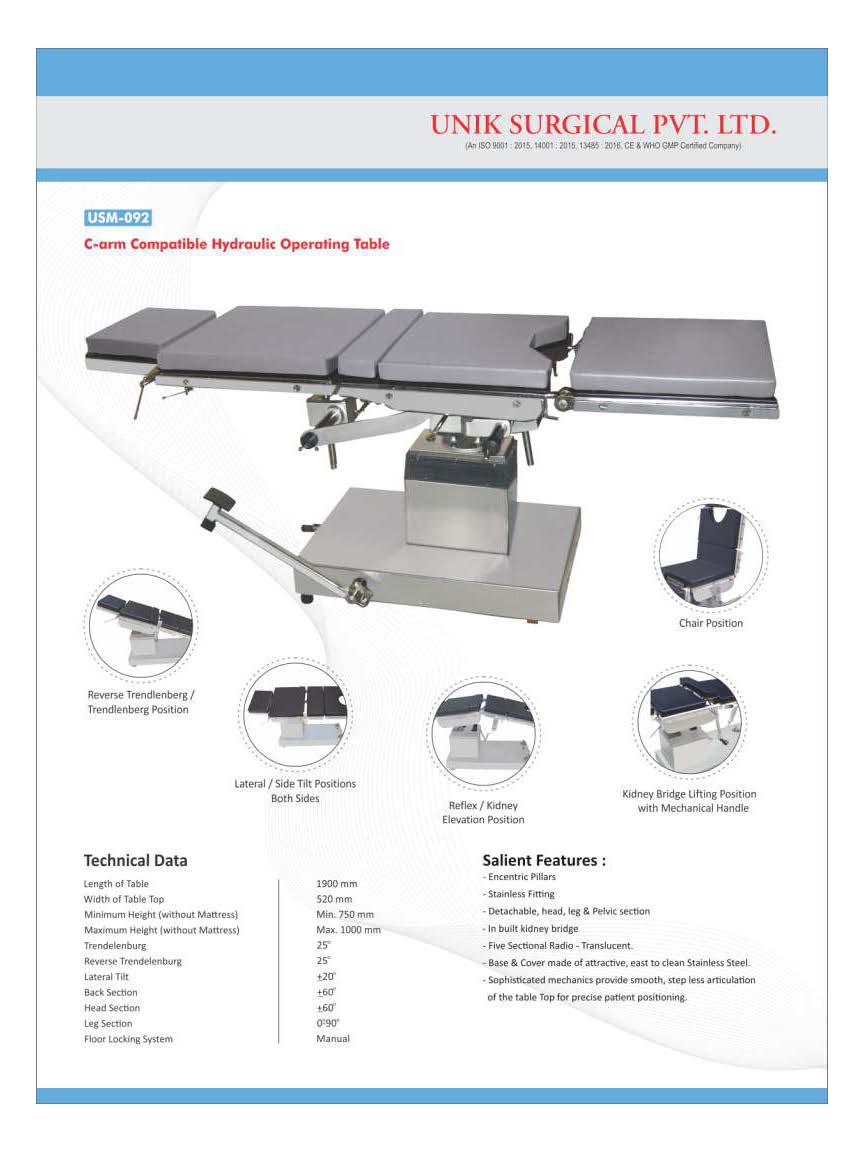 UNIK SURGICAL PVT. LTD.
(An ISO 9001 : 2015, 14001 : 2015, 13485 : 2016, CE & WHO GMP Certified Company)
USM-092
C-arm Compatible Hydraulic Operating Table
Chair Position
Reverse Trendlenberg /
Trendlenberg Position
Lateral / Side Tilt Positions
Both Sides
Reflex / Kidney
Elevation Position
Kidney Bridge Lifting Position
with Mechanical Handle
Technical Data
Length of Table 1900 mm
Width of Table Top 520 mm
Minimum Height (without Mattress) Min. 750 mm
Maximum Height (without Mattress) Max. 1000 mm
Trendelenburg 25°
Reverse Trendelenburg 25°
Lateral Tilt ±20°
Back Section ±60°
Head Section ±60°
Leg Section 0°90°
Floor Locking System Manual
Salient Features :
- Encentric Pillars
- Stainless Fitting
- Detachable, head, leg & Pelvic section
- In built kidney bridge
- Five Sectional Radio - Translucent.
- Base & Cover made of attractive, east to clean Stainless Steel.
- Sophisticated mechanics provide smooth, step less articulation
of the table Top for precise patient positioning.